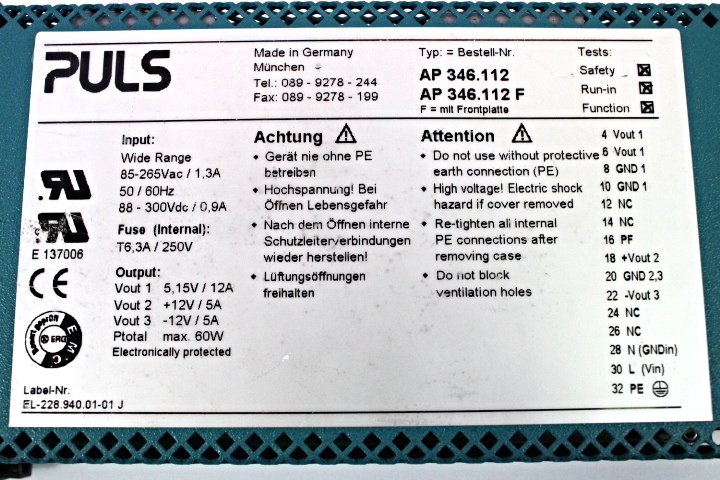 PULS
Made in Germany
München
Tel.: 089 - 9278 - 244
Fax: 089 - 9278 - 199
Typ: = Bestell-Nr.
AP 346.112
AP 346.112 F
F = mit Frontplatte
Tests:
Safety
Run-in
Function
Input:
Wide Range
85-265Vac / 1,3A
50 / 60Hz
88 - 300Vdc / 0,9A
Fuse (Internal):
T6,3A / 250V
Output:
Vout 1 5,15V / 12A
Vout 2 +12V / 5A
Vout 3 -12V / 5A
Ptotal max. 60W
Electronically protected
E 137006
CE
EMC
geprüft
Label-Nr.
EL-228.940.01-01 J
Achtung
• Gerät nie ohne PE
betreiben
• Hochspannung! Bei
Öffnen Lebensgefahr
• Nach dem Öffnen interne
Schutzleiterverbindungen
wieder herstellen!
• Lüftungsöffnungen
freihalten
Attention
• Do not use without protective
earth connection (PE)
• High voltage! Electric shock
hazard if cover removed
• Re-tighten all internal
PE connections after
removing case
• Do not block
ventilation holes
4 Vout 1
6 Vout 1
8 GND 1
10 GND 1
12 NC
14 NC
16 PF
18 +Vout 2
20 GND 2,3
22 -Vout 3
24 NC
26 NC
28 N (GNDin)
30 L (Vin)
32 PE